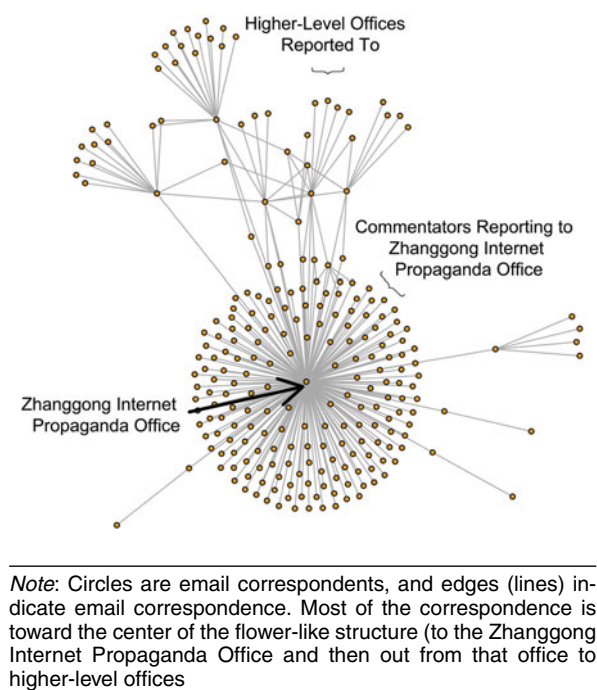 Higher-Level Offices
Reported To
Commentators Reporting to
Zhanggong Internet
Propaganda Office
Zhanggong Internet
Propaganda Office
Note: Circles are email correspondents, and edges (lines) in-
dicate email correspondence. Most of the correspondence is
toward the center of the flower-like structure (to the Zhanggong
Internet Propaganda Office and then out from that office to
higher-level offices